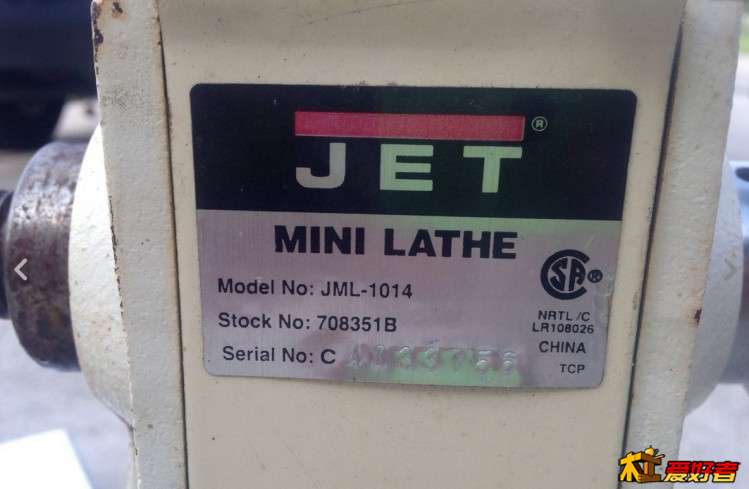 JET®
MINI LATHE
Model No: JML-1014
Stock No: 708351B
Serial No: C
CSA®
NRTL /C
LR108026
CHINA
TCP
木工爱好者